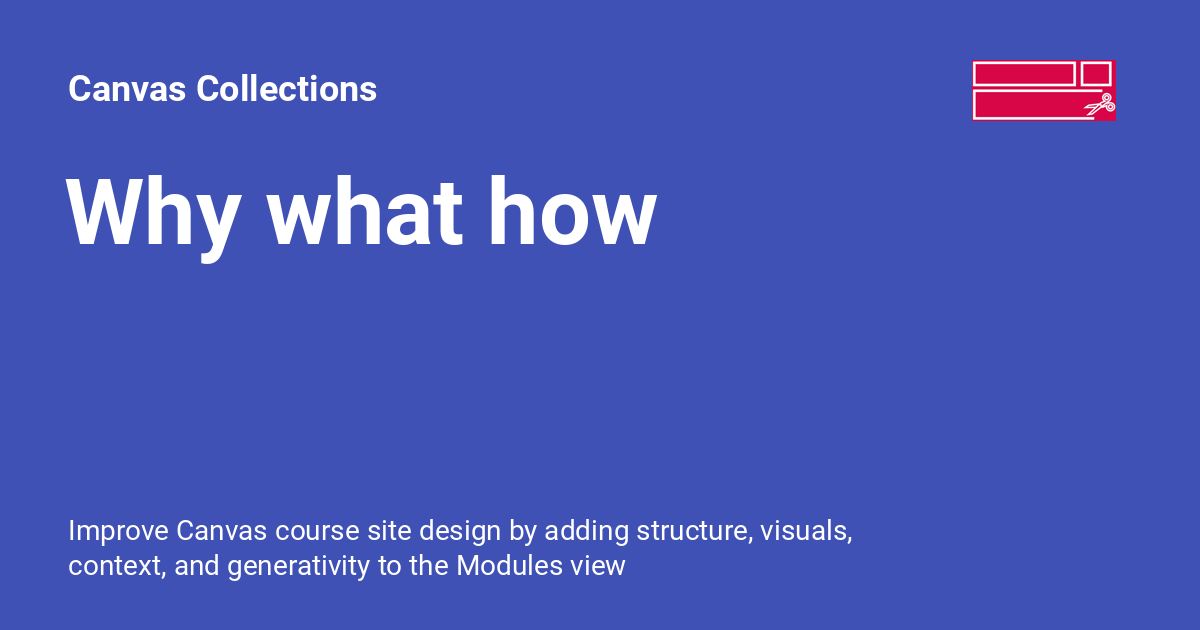 Canvas Collections
Why what how
Improve Canvas course site design by adding structure, visuals,
context, and generativity to the Modules view